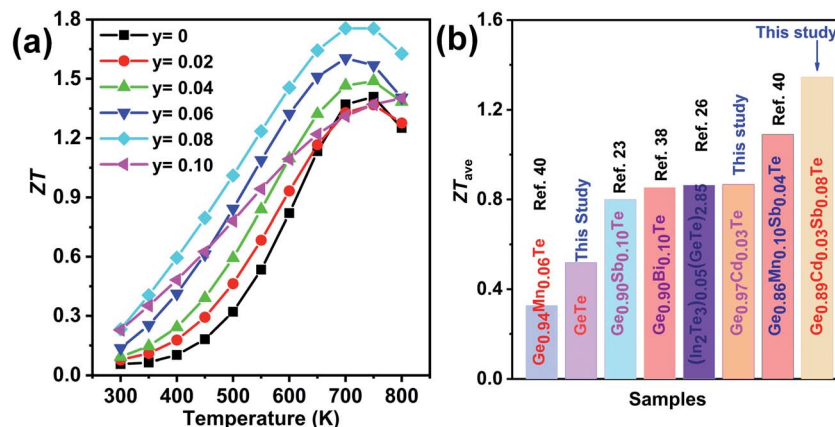 (a)
y= 0
y= 0.02
y= 0.04
y= 0.06
y= 0.08
y= 0.10
ZT
1.8
1.5
1.2
0.9
0.6
0.3
0.0
300 400 500 600 700 800
Temperature (K)
(b)
ZTave
1.6
1.2
0.8
0.4
0.0
Ge0.94Mn0.06Te Ref. 40
GeTe This Study
Ge0.90Sb0.10Te Ref. 23
Ge0.90Bi0.10Te Ref. 38
(In2Te3)0.05(GeTe)2.85 Ref. 26
Ge0.97Cd0.03Te This study
Ge0.86Mn0.10Sb0.04Te Ref. 40
This study
Ge0.89Cd0.03Sb0.08Te
Samples